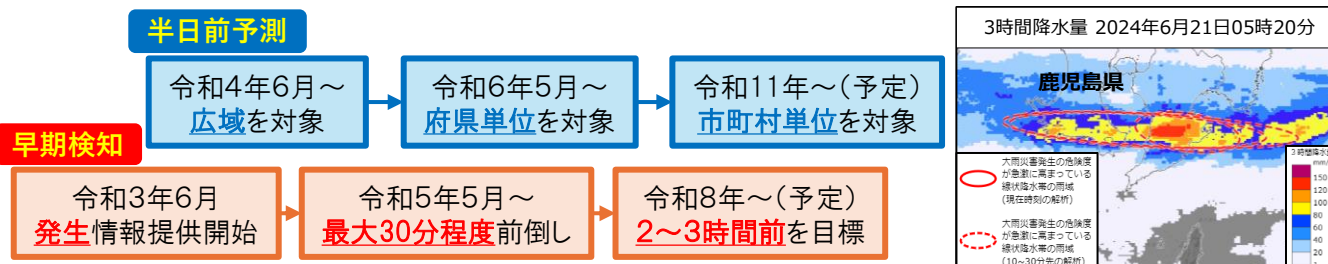 半日前予測
令和4年6月～
広域を対象
令和6年5月～
府県単位を対象
令和11年～(予定)
市町村単位を対象
早期検知
令和3年6月
発生情報提供開始
令和5年5月～
最大30分程度前倒し
令和8年～(予定)
2～3時間前を目標
3時間降水量 2024年6月21日05時20分
鹿児島県
大雨災害発生の危険度
が急激に高まっている
線状降水帯の雨域
(現在時刻の解析)
大雨災害発生の危険度
が急激に高まっている
線状降水帯の雨域
(10～30分先の解析)
3時間降水
mm/
150
120
100
80
60
40
20